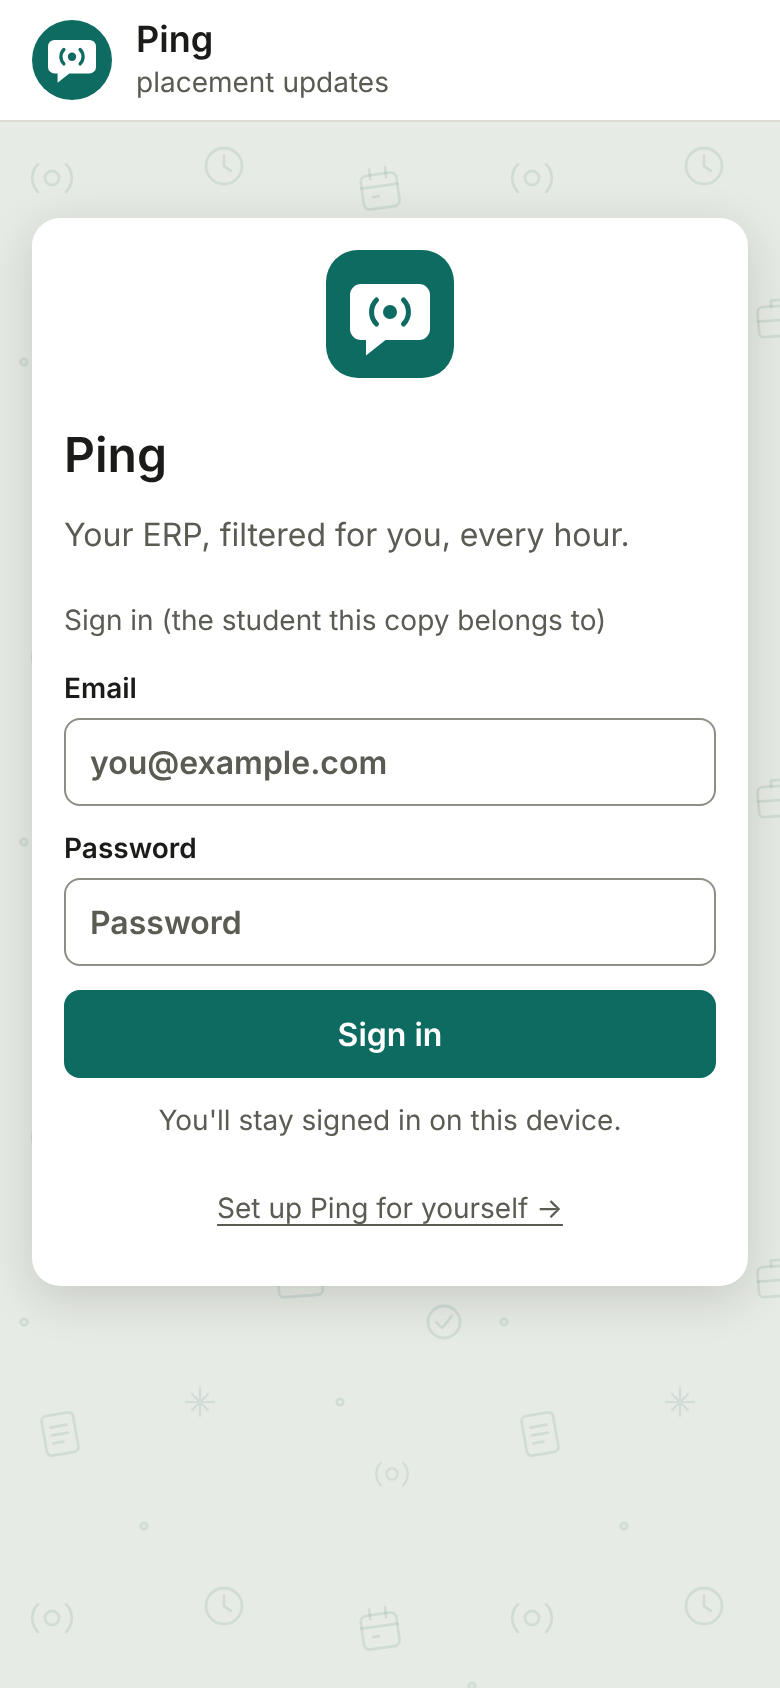 Ping
placement updates
Ping
Your ERP, filtered for you, every hour.
Sign in (the student this copy belongs to)
Email
you@example.com
Password
Password
Sign in
You'll stay signed in on this device.
Set up Ping for yourself →